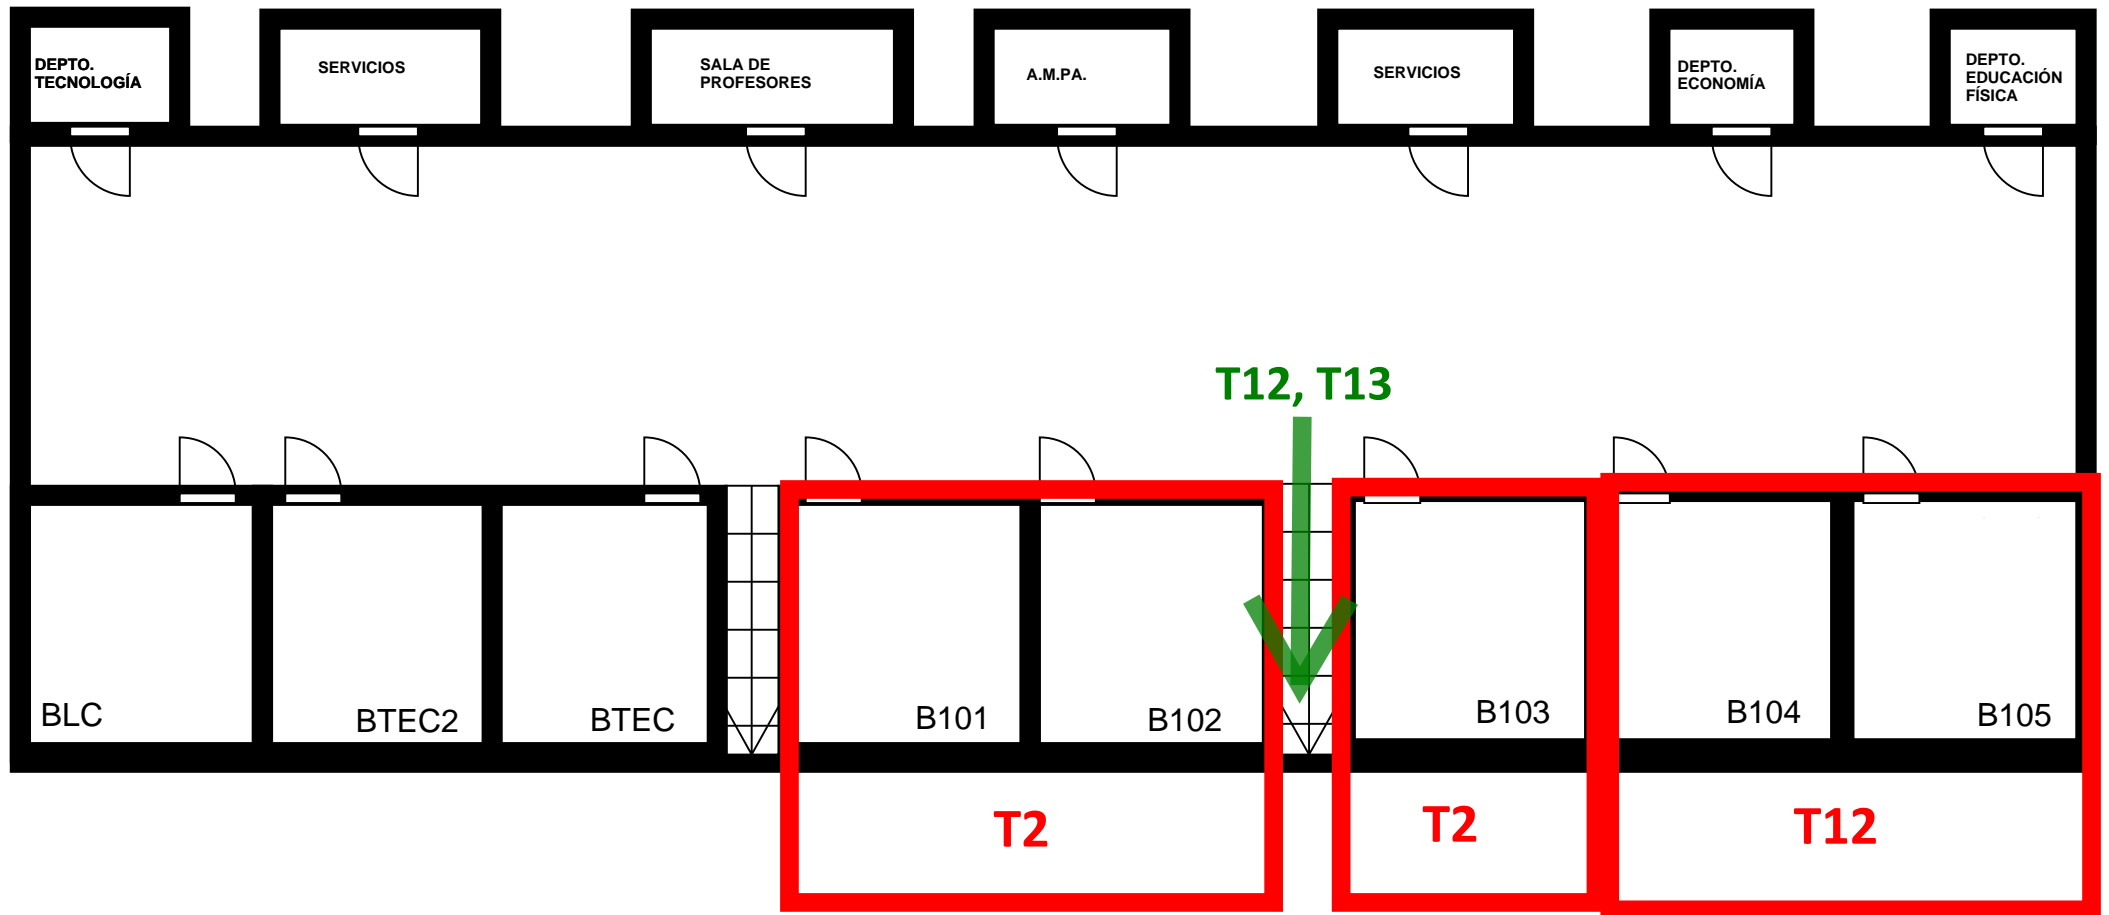 DEPTO.
TECNOLOGÍA
SERVICIOS
SALA DE
PROFESORES
A.M.PA.
SERVICIOS
DEPTO.
ECONOMÍA
DEPTO.
EDUCACIÓN
FÍSICA
T12, T13
BLC
BTEC2
BTEC
B101
B102
B103
B104
B105
T2
T2
T12